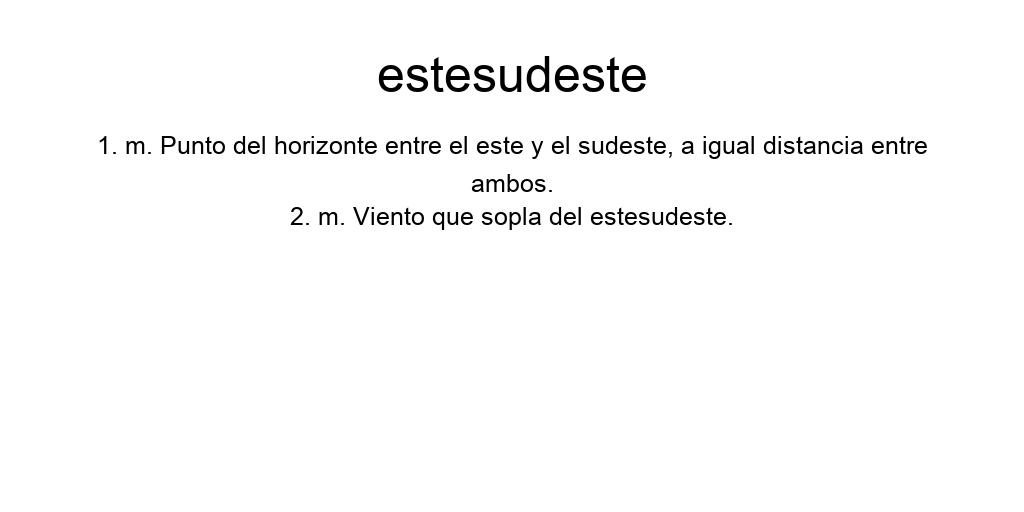 estesudeste
1. m. Punto del horizonte entre el este y el sudeste, a igual distancia entre
ambos.
2. m. Viento que sopla del estesudeste.